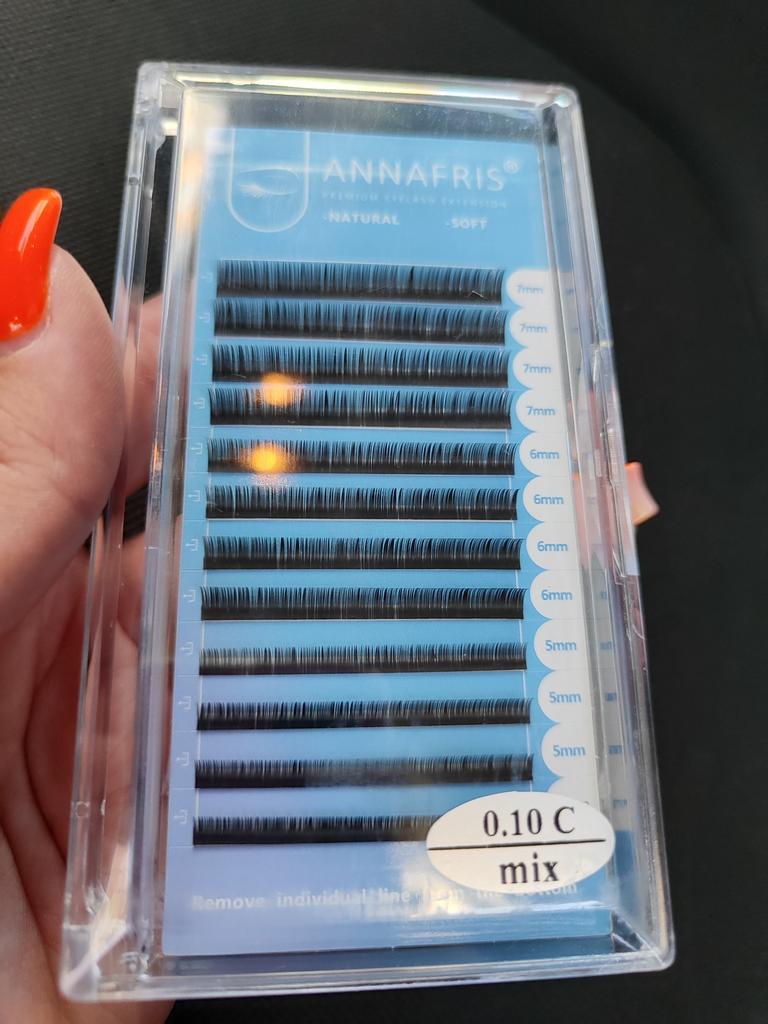 ANNAFRIS®
PREMIUM EYELASH EXTENSION
-NATURAL -SOFT
7mm
7mm
7mm
7mm
6mm
6mm
6mm
6mm
5mm
5mm
5mm
0.10 C
mix
Remove individual line from the bottom